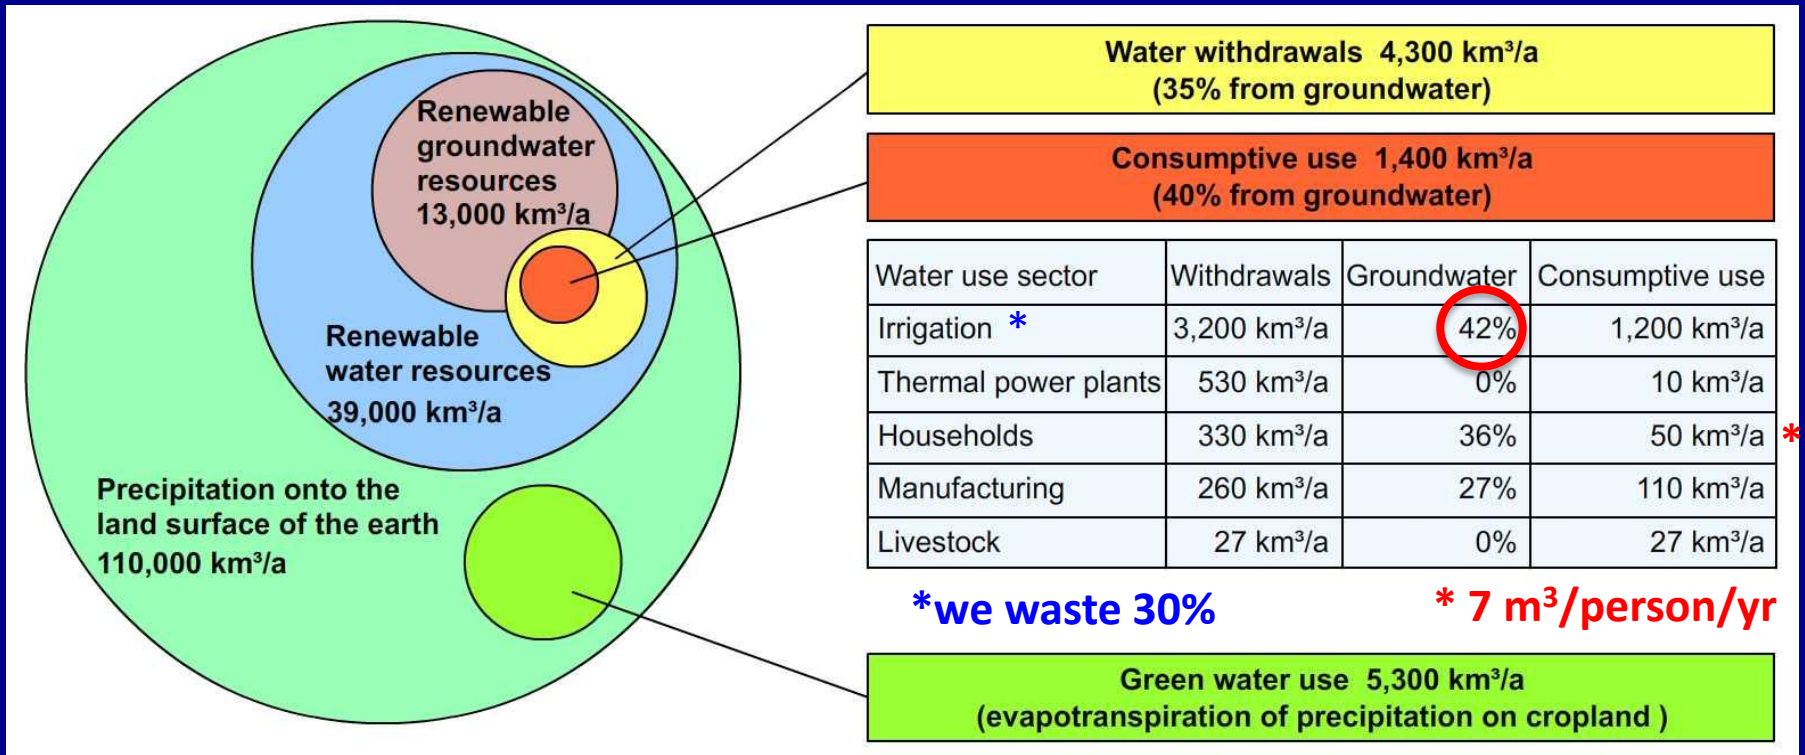 Renewable
groundwater
resources
13,000 km³/a
Renewable
water resources
39,000 km³/a
Precipitation onto the
land surface of the earth
110,000 km³/a
Water withdrawals 4,300 km³/a
(35% from groundwater)
Consumptive use 1,400 km³/a
(40% from groundwater)
Water use sector Withdrawals Groundwater Consumptive use
Irrigation * 3,200 km³/a 42% 1,200 km³/a
Thermal power plants 530 km³/a 0% 10 km³/a
Households 330 km³/a 36% 50 km³/a *
Manufacturing 260 km³/a 27% 110 km³/a
Livestock 27 km³/a 0% 27 km³/a
*we waste 30% * 7 m³/person/yr
Green water use 5,300 km³/a
(evapotranspiration of precipitation on cropland )